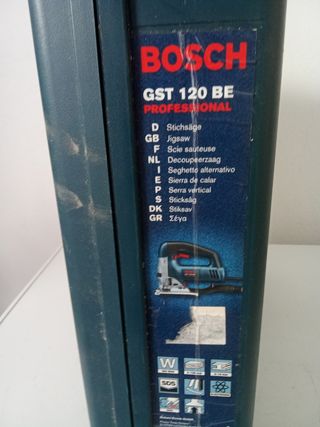 BOSCH
GST 120 BE
PROFESSIONAL
D Stichsäge
GB Jigsaw
F Scie sauteuse
NL Decoupeerzaag
I Seghetto alternativo
E Sierra de calar
P Serra vertical
S Sticksåg
DK Stiksav
GR Σέγα
W
SDS